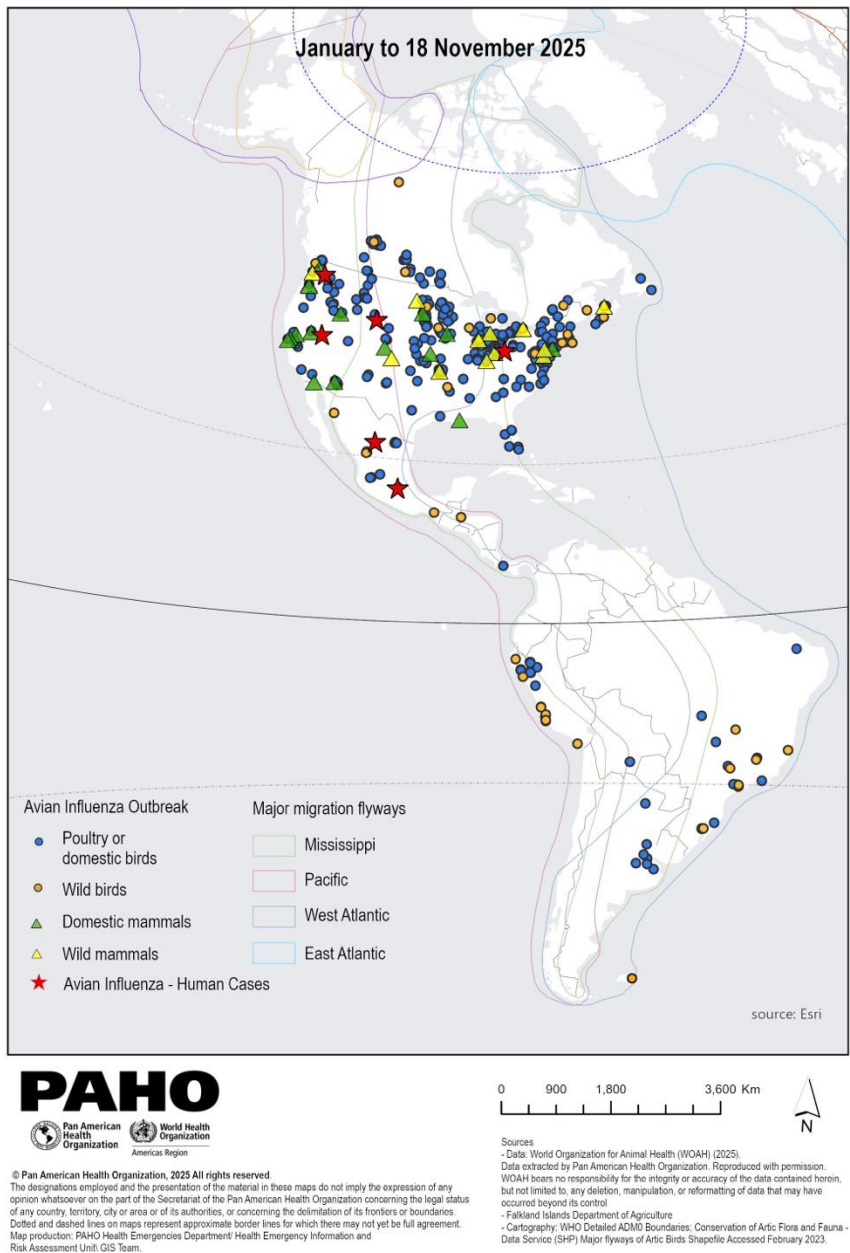 January to 18 November 2025
Avian Influenza Outbreak
Poultry or
domestic birds
Wild birds
Domestic mammals
Wild mammals
Avian Influenza - Human Cases
Major migration flyways
Mississippi
Pacific
West Atlantic
East Atlantic
source: Esri
PAHO
Pan American
Health
Organization
World Health
Organization
Americas Region
© Pan American Health Organization, 2025 All rights reserved.
The designations employed and the presentation of the material in these maps do not imply the expression of any
opinion whatsoever on the part of the Secretariat of the Pan American Health Organization concerning the legal status
of any country, territory, city or area or of its authorities, or concerning the delimitation of its frontiers or boundaries.
Dotted and dashed lines on maps represent approximate border lines for which there may not yet be full agreement.
Map production: PAHO Health Emergencies Department/ Health Emergency Information and
Risk Assessment Unit\ GIS Team.
0 900 1,800 3,600 Km
N
Sources
- Data: World Organization for Animal Health (WOAH) (2025).
Data extracted by Pan American Health Organization. Reproduced with permission.
WOAH bears no responsibility for the integrity or accuracy of the data contained herein,
but not limited to, any deletion, manipulation, or reformatting of data that may have
occurred beyond its control
- Falkland Islands Department of Agriculture
- Cartography: WHO Detailed ADM0 Boundaries; Conservation of Artic Flora and Fauna -
Data Service (SHP) Major flyways of Artic Birds Shapefile Accessed February 2023.